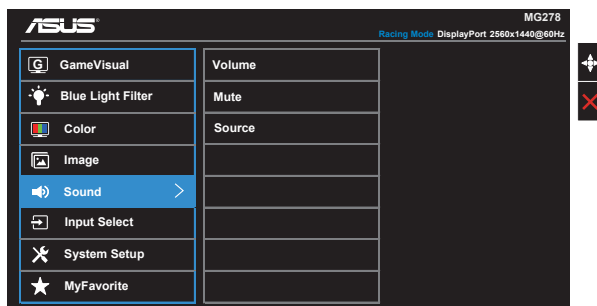 ASUS
MG278
Racing Mode DisplayPort 2560x1440@60Hz
G GameVisual
Blue Light Filter
Color
Image
Sound
Input Select
System Setup
MyFavorite
Volume
Mute
Source